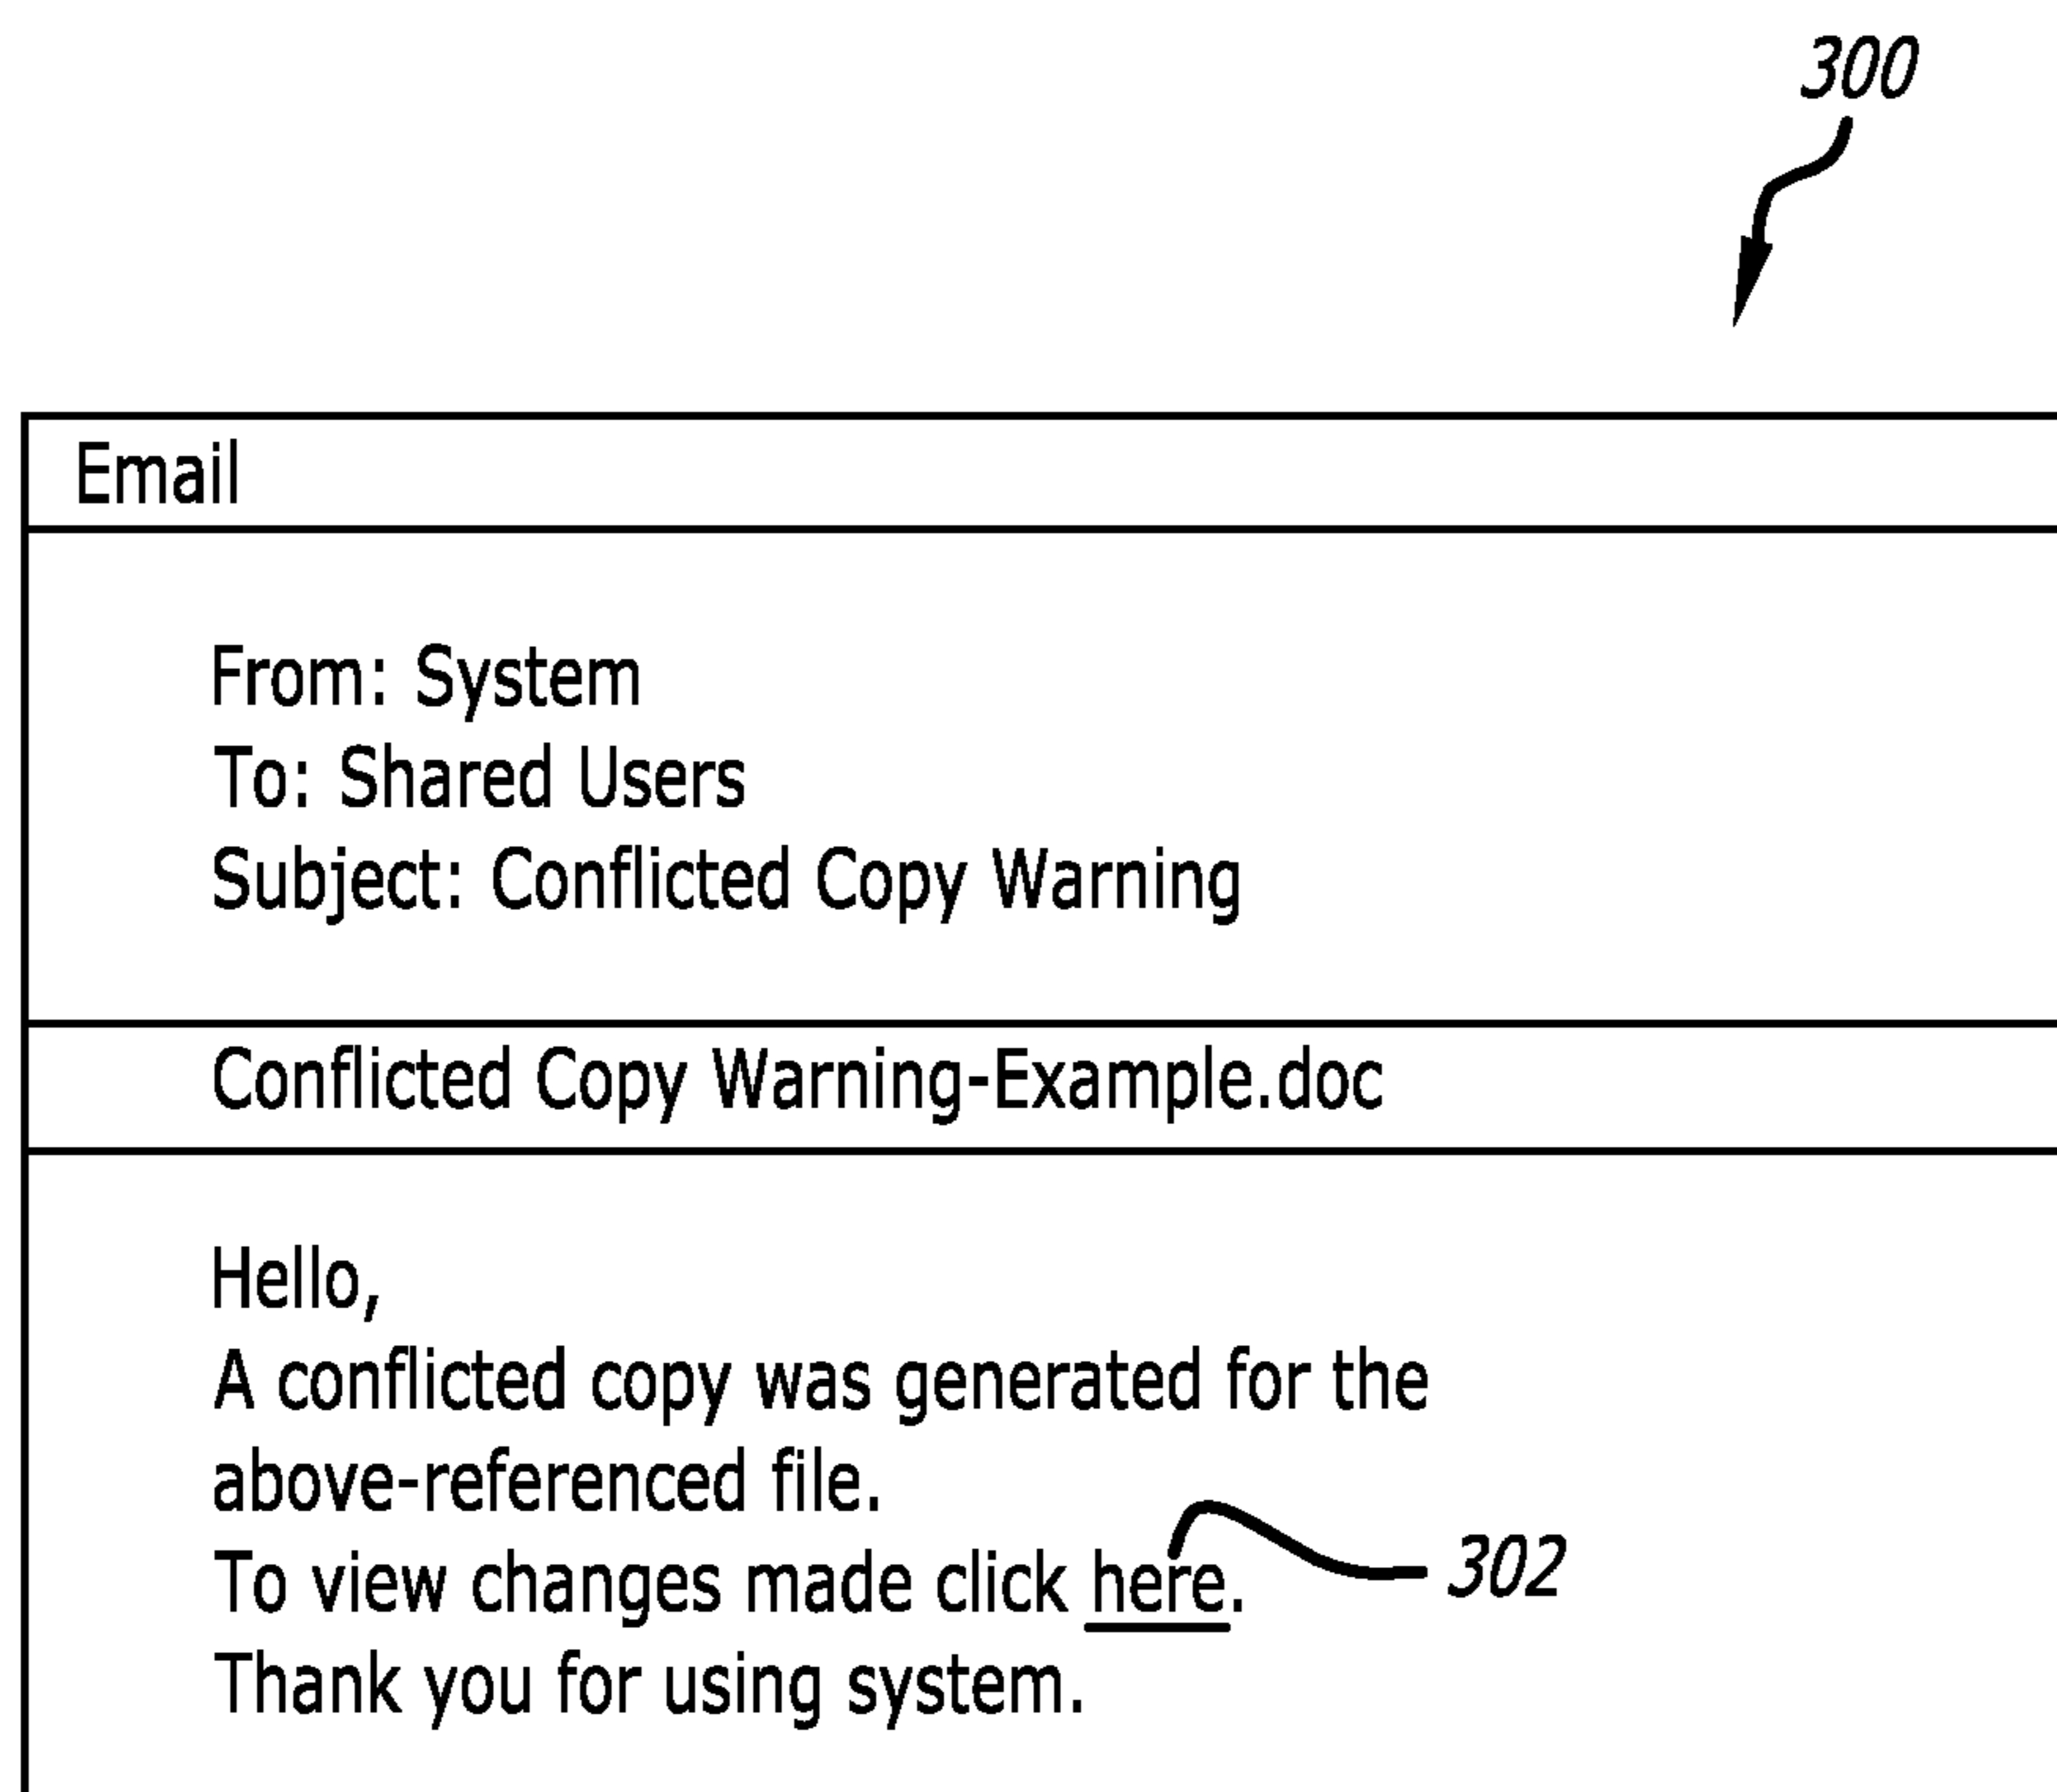 300
Email
From: System
To: Shared Users
Subject: Conflicted Copy Warning
Conflicted Copy Warning-Example.doc
Hello,
A conflicted copy was generated for the
above-referenced file.
To view changes made click here. 302
Thank you for using system.